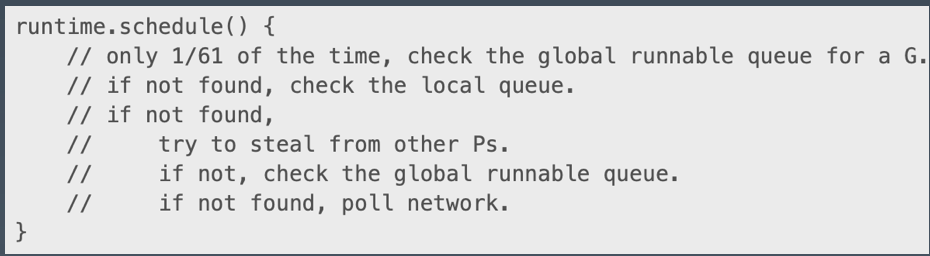 runtime.schedule() {
    // only 1/61 of the time, check the global runnable queue for a G.
    // if not found, check the local queue.
    // if not found,
    //     try to steal from other Ps.
    //     if not, check the global runnable queue.
    //     if not found, poll network.
}